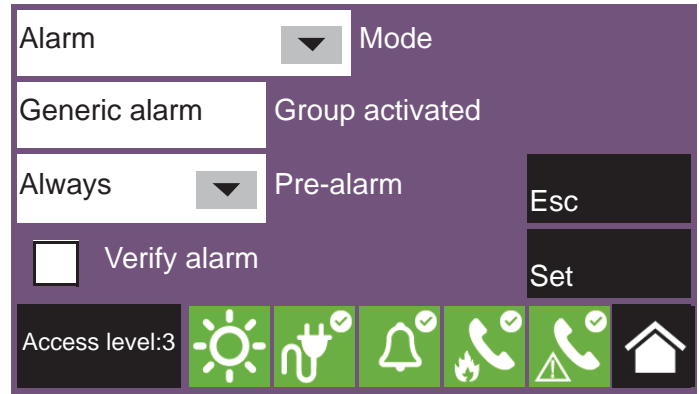 Alarm Mode
Generic alarm Group activated
Always Pre-alarm
Esc
Verify alarm
Set
Access level:3